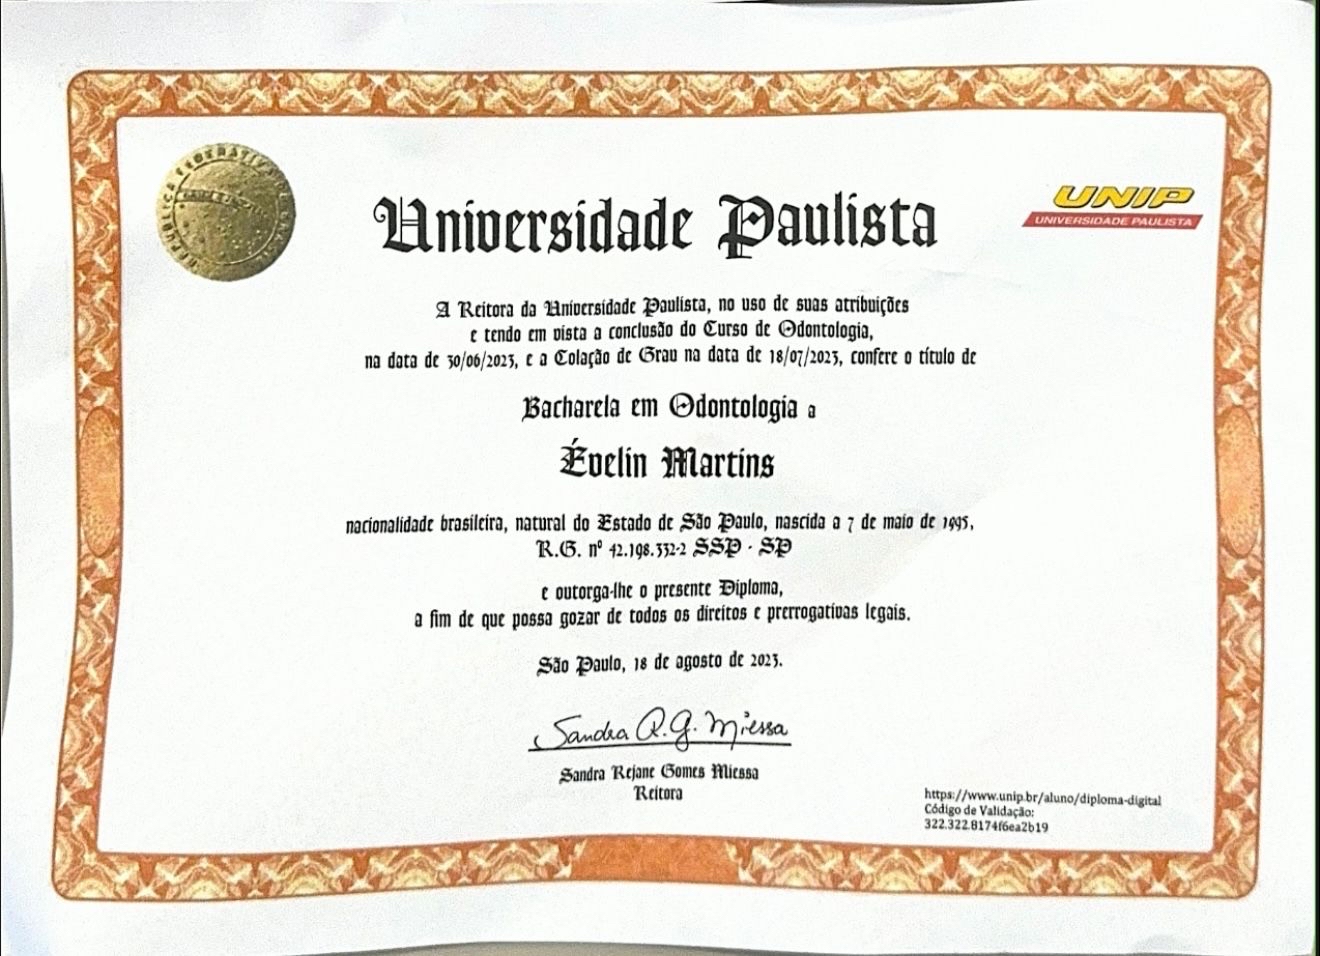 REPÚBLICA FEDERATIVA DO BRASIL
Universidade Paulista
UNIP
UNIVERSIDADE PAULISTA
A Reitora da Universidade Paulista, no uso de suas atribuições
e tendo em vista a conclusão do Curso de Odontologia,
na data de 30/06/2023, e a Colação de Grau na data de 18/07/2023, confere o título de
Bacharela em Odontologia a
Évelin Martins
nacionalidade brasileira, natural do Estado de São Paulo, nascida a 7 de maio de 1995,
R.G. nº 42.198.332-2 SSP - SP
e outorga-lhe o presente Diploma,
a fim de que possa gozar de todos os direitos e prerrogativas legais.
São Paulo, 18 de agosto de 2023.
Sandra R. G. Miessa
Sandra Rejane Gomes Miessa
Reitora
https://www.unip.br/aluno/diploma-digital
Código de Validação:
322.322.8174f6ea2b19